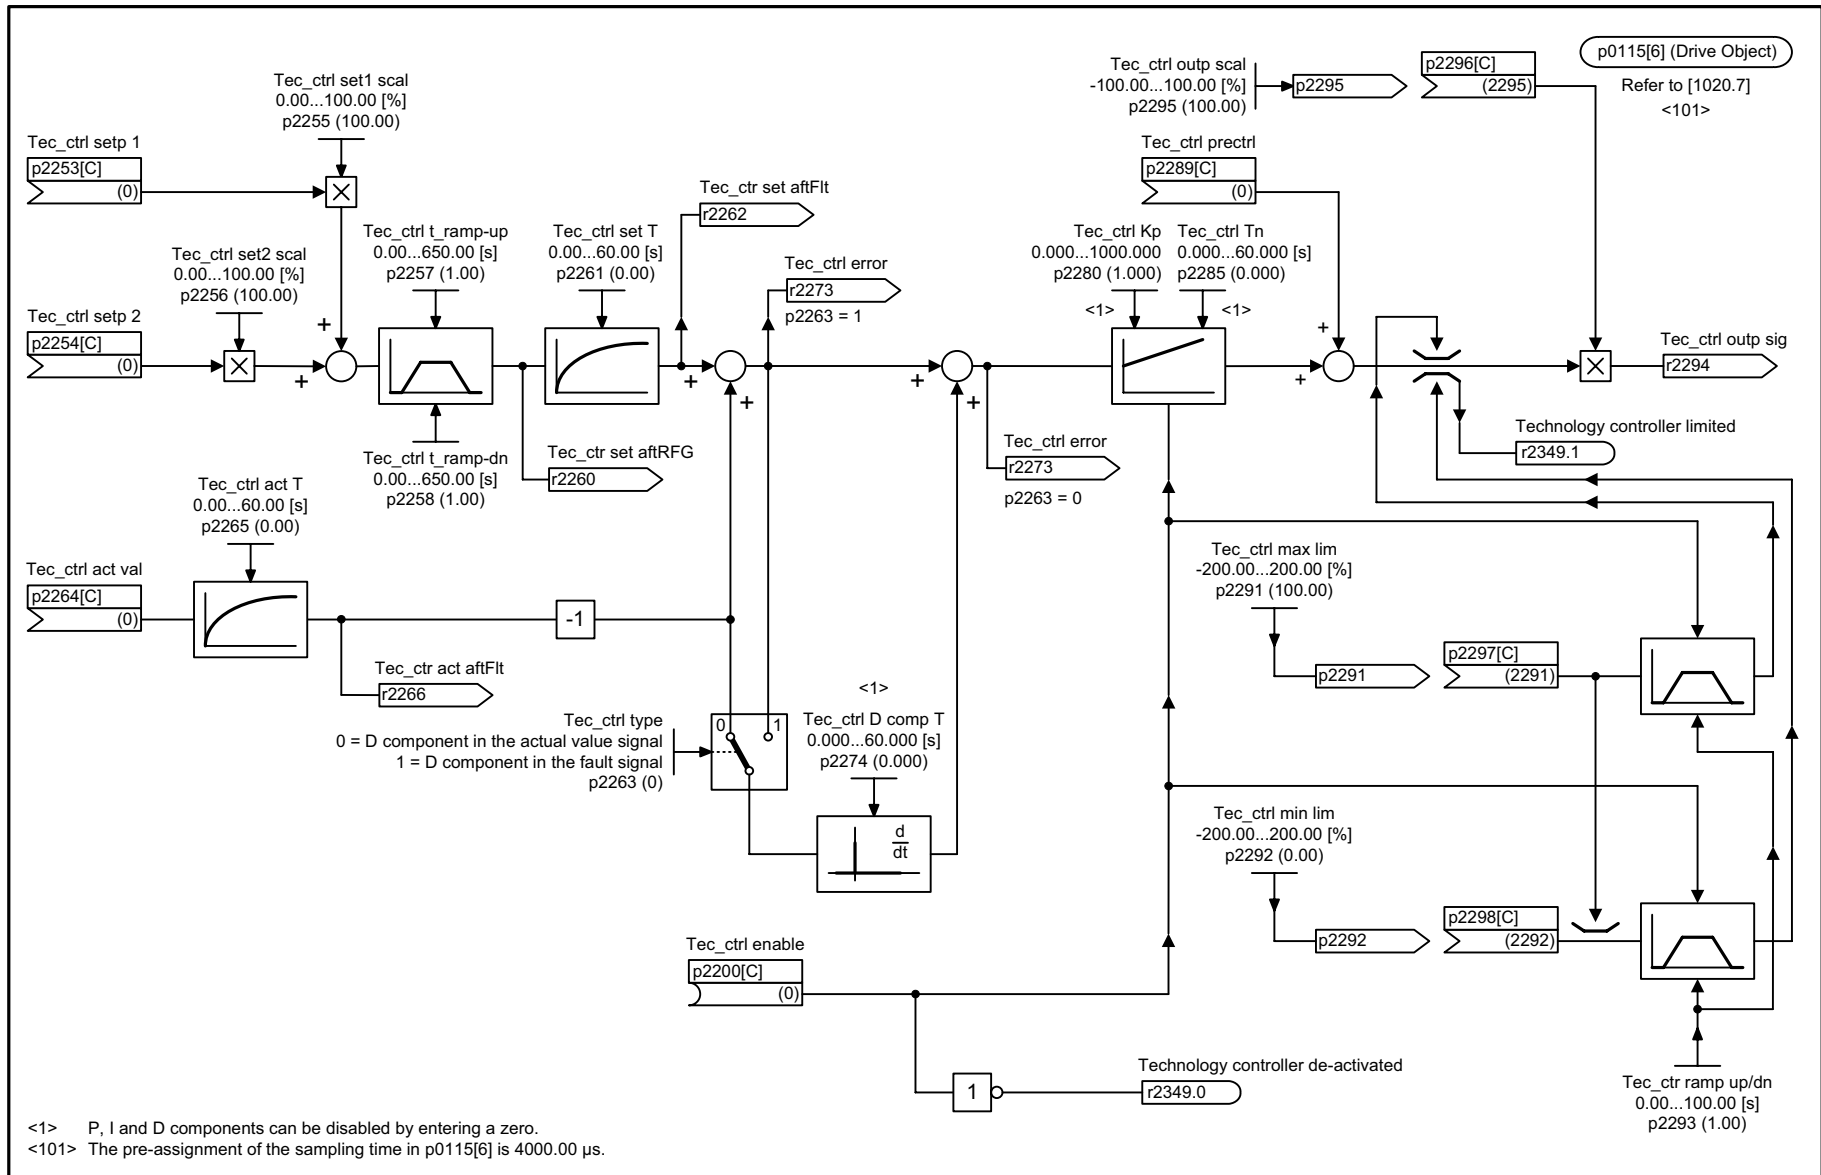 Tec_ctrl set1 scal
0.00...100.00 [%]
p2255 (100.00)
Tec_ctrl outp scal
-100.00...100.00 [%]
p2295 (100.00)
p2295
p2296[C]
(2295)
p0115[6] (Drive Object)
Refer to [1020.7]
<101>
Tec_ctrl setp 1
p2253[C]
(0)
Tec_ctrl prectrl
p2289[C]
(0)
Tec_ctr set aftFlt
r2262
Tec_ctrl set2 scal
0.00...100.00 [%]
p2256 (100.00)
Tec_ctrl t_ramp-up
0.00...650.00 [s]
p2257 (1.00)
Tec_ctrl set T
0.00...60.00 [s]
p2261 (0.00)
Tec_ctrl error
r2273
p2263 = 1
Tec_ctrl Kp
0.000...1000.000
p2280 (1.000)
<1>
Tec_ctrl Tn
0.000...60.000 [s]
p2285 (0.000)
<1>
Tec_ctrl setp 2
p2254[C]
(0)
+
+
+
+
+
+
+
+
Tec_ctrl outp sig
r2294
Tec_ctrl t_ramp-dn
0.00...650.00 [s]
p2258 (1.00)
Tec_ctr set aftRFG
r2260
Tec_ctrl error
r2273
p2263 = 0
Technology controller limited
r2349.1
Tec_ctrl act T
0.00...60.00 [s]
p2265 (0.00)
Tec_ctrl act val
p2264[C]
(0)
-1
Tec_ctr act aftFlt
r2266
Tec_ctrl max lim
-200.00...200.00 [%]
p2291 (100.00)
p2291
p2297[C]
(2291)
Tec_ctrl type
0 = D component in the actual value signal
1 = D component in the fault signal
p2263 (0)
0
1
<1>
Tec_ctrl D comp T
0.000...60.000 [s]
p2274 (0.000)
d
dt
Tec_ctrl min lim
-200.00...200.00 [%]
p2292 (0.00)
p2292
p2298[C]
(2292)
Tec_ctrl enable
p2200[C]
(0)
1
Technology controller de-activated
r2349.0
Tec_ctr ramp up/dn
0.00...100.00 [s]
p2293 (1.00)
<1> P, I and D components can be disabled by entering a zero.
<101> The pre-assignment of the sampling time in p0115[6] is 4000.00 µs.